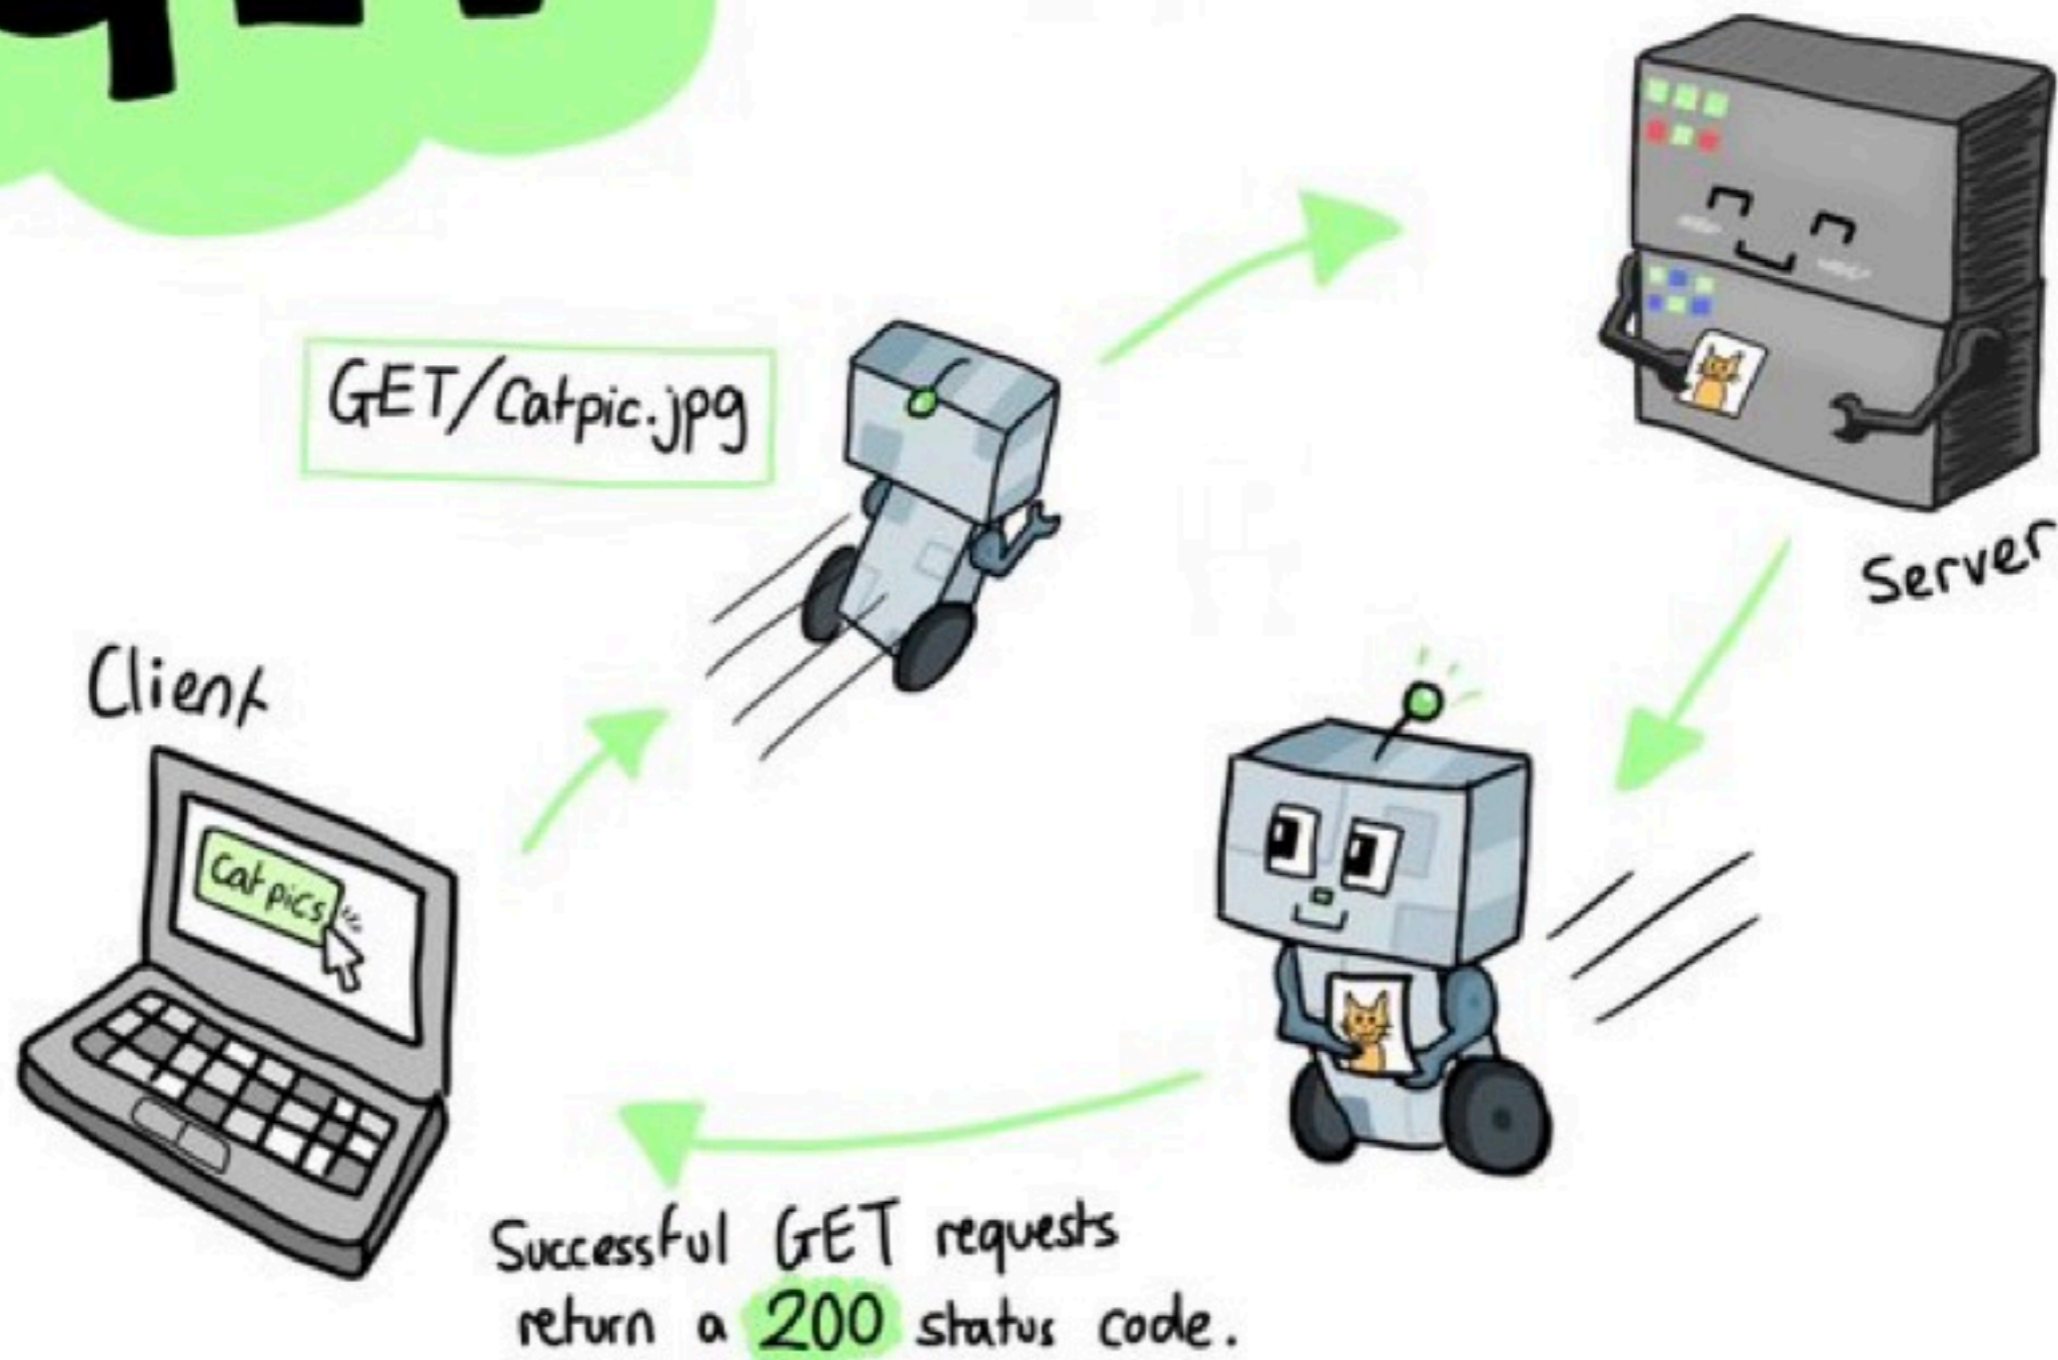 GET/Catpic.jpg
Server
Client
Cat pics
Successful GET requests
return a 200 status code.